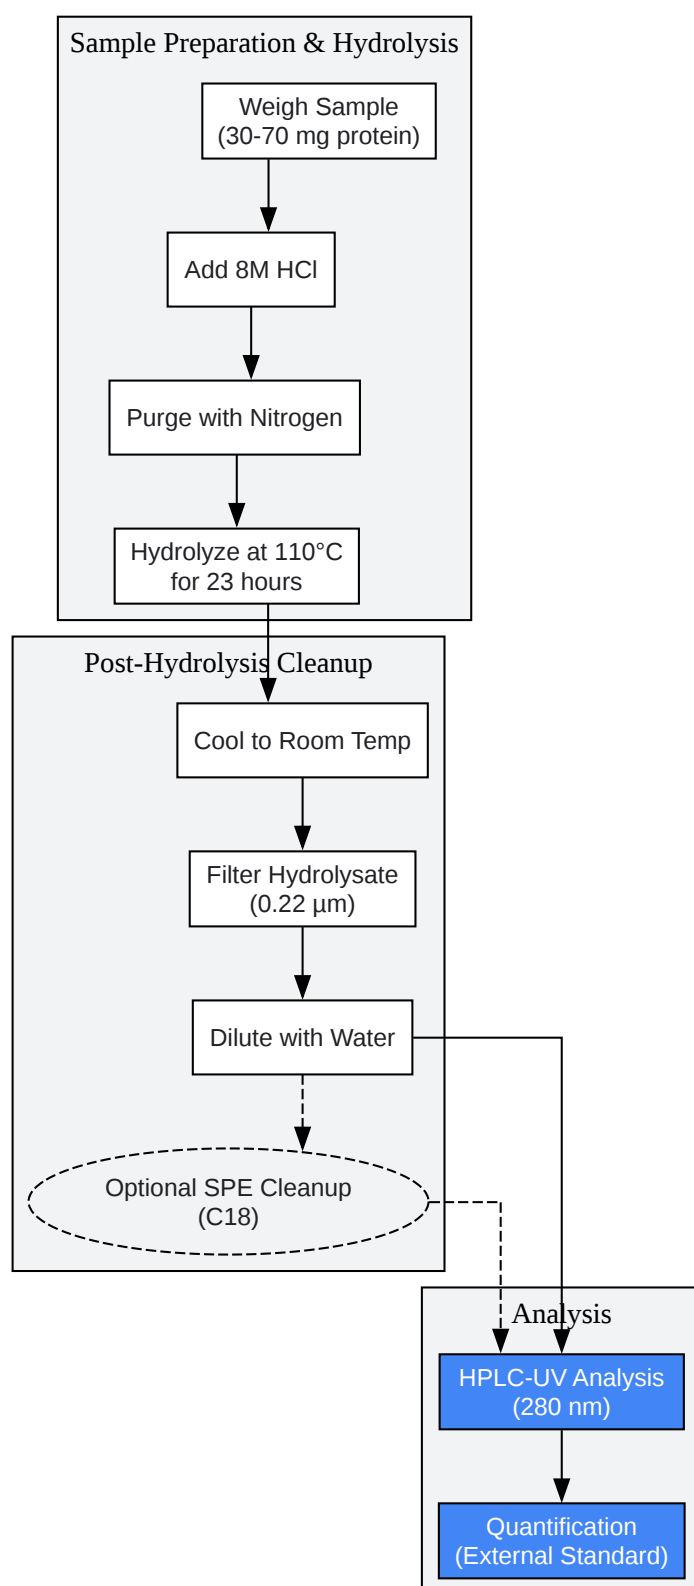 Sample Preparation & Hydrolysis
Weigh Sample
(30-70 mg protein)
Add 8M HCl
Purge with Nitrogen
Hydrolyze at 110°C
for 23 hours
Post-Hydrolysis Cleanup
Cool to Room Temp
Filter Hydrolysate
(0.22 µm)
Dilute with Water
Optional SPE Cleanup
(C18)
Analysis
HPLC-UV Analysis
(280 nm)
Quantification
(External Standard)